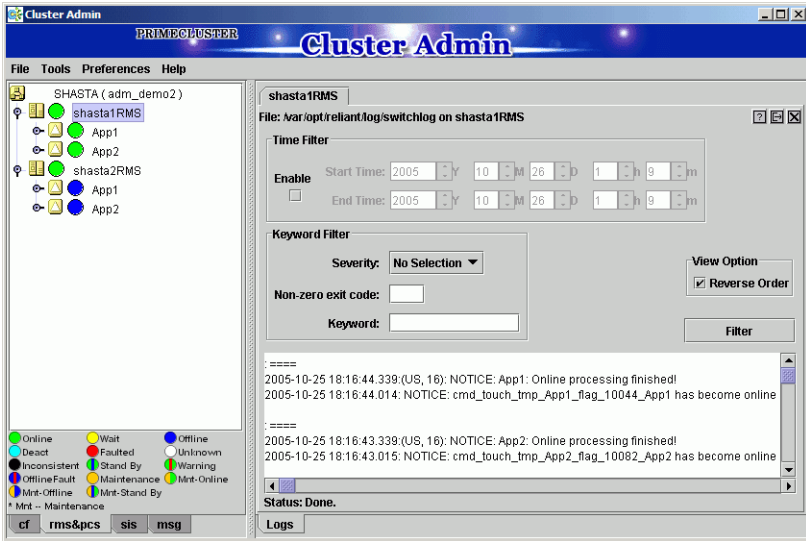 Cluster Admin
PRIMECLUSTER
Cluster Admin
File Tools Preferences Help
SHASTA ( adm_demo2 )
shasta1RMS
App1
App2
shasta2RMS
App1
App2
Online Wait Offline
Deact Faulted Unknown
Inconsistent Stand By Warning
OfflineFault Maintenance Mnt-Online
Mnt-Offline Mnt-Stand By
* Mnt -- Maintenance
cf rms&pcs sis msg
shasta1RMS
File: /var/opt/reliant/log/switchlog on shasta1RMS
Time Filter
Enable
Start Time: 2005 Y 10 M 26 D 1 h 9 m
End Time: 2005 Y 10 M 26 D 1 h 9 m
Keyword Filter
Severity: No Selection
Non-zero exit code:
Keyword:
View Option
Reverse Order
Filter
: ====
2005-10-25 18:16:44.339:(US, 16): NOTICE: App1: Online processing finished!
2005-10-25 18:16:44.014: NOTICE: cmd_touch_tmp_App1_flag_10044_App1 has become online
: ====
2005-10-25 18:16:43.339:(US, 16): NOTICE: App2: Online processing finished!
2005-10-25 18:16:43.015: NOTICE: cmd_touch_tmp_App2_flag_10082_App2 has become online
Status: Done.
Logs